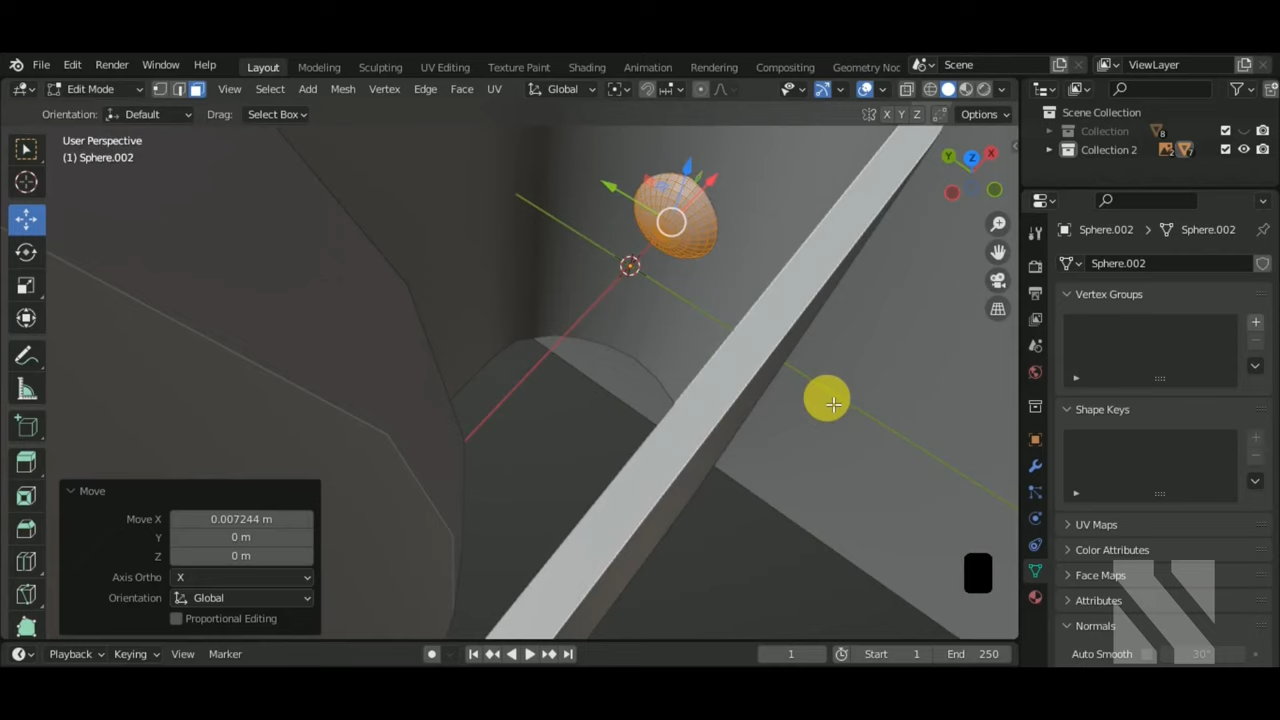 File Edit Render Window Help Layout Modeling Sculpting UV Editing Texture Paint Shading Animation Rendering Compositing Geometry Noc Scene ViewLayer
Edit Mode View Select Add Mesh Vertex Edge Face UV Global
Orientation: Default Drag: Select Box X Y Z Options
User Perspective
(1) Sphere.002
Y Z X
Scene Collection
Collection 8
Collection 2 2 7
Sphere.002 Sphere.002
Sphere.002
Vertex Groups
Shape Keys
UV Maps
Color Attributes
Face Maps
Attributes
Normals
Auto Smooth 30°
Move
Move X 0.007244 m
Y 0 m
Z 0 m
Axis Ortho X
Orientation Global
Proportional Editing
Playback Keying View Marker 1 Start 1 End 250